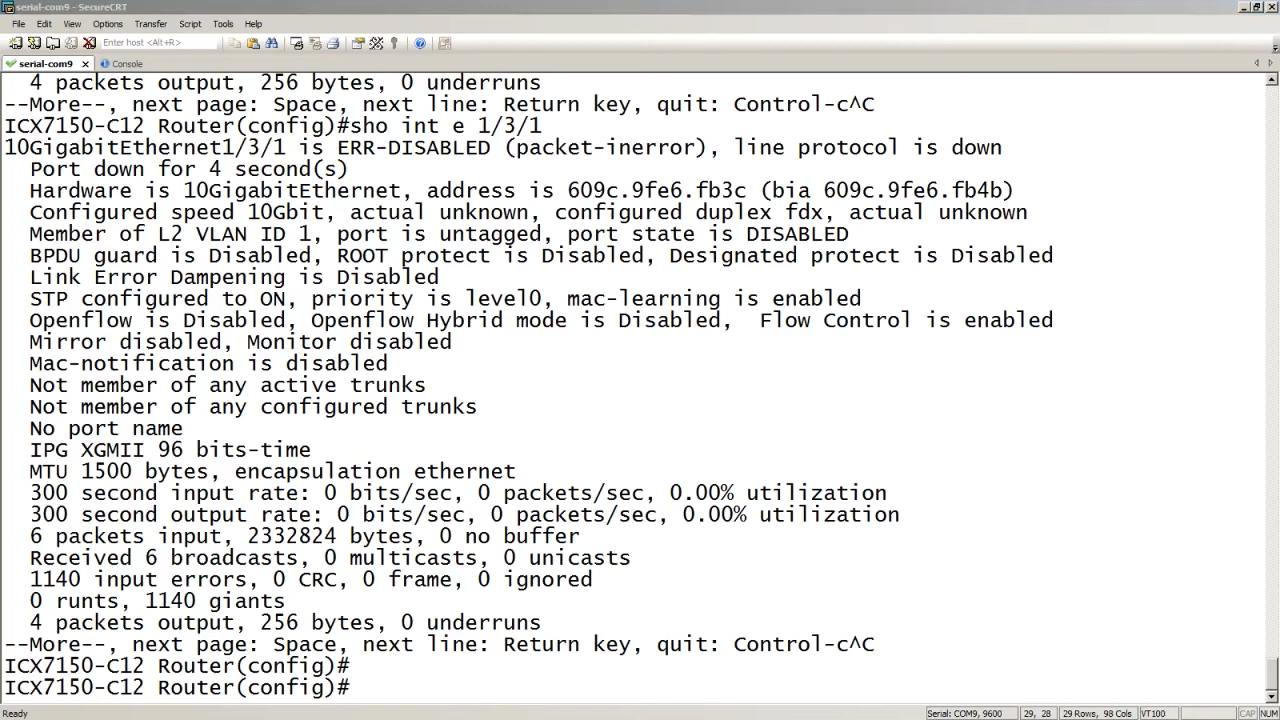 serial-com9 - SecureCRT
File Edit View Options Transfer Script Tools Help
Enter host <Alt+R>
serial-com9 Console
4 packets output, 256 bytes, 0 underruns
--More--, next page: Space, next line: Return key, quit: Control-c^C
ICX7150-C12 Router(config)#sho int e 1/3/1
10GigabitEthernet1/3/1 is ERR-DISABLED (packet-inerror), line protocol is down
Port down for 4 second(s)
Hardware is 10GigabitEthernet, address is 609c.9fe6.fb3c (bia 609c.9fe6.fb4b)
Configured speed 10Gbit, actual unknown, configured duplex fdx, actual unknown
Member of L2 VLAN ID 1, port is untagged, port state is DISABLED
BPDU guard is Disabled, ROOT protect is Disabled, Designated protect is Disabled
Link Error Dampening is Disabled
STP configured to ON, priority is level0, mac-learning is enabled
Openflow is Disabled, Openflow Hybrid mode is Disabled,  Flow Control is enabled
Mirror disabled, Monitor disabled
Mac-notification is disabled
Not member of any active trunks
Not member of any configured trunks
No port name
IPG XGMII 96 bits-time
MTU 1500 bytes, encapsulation ethernet
300 second input rate: 0 bits/sec, 0 packets/sec, 0.00% utilization
300 second output rate: 0 bits/sec, 0 packets/sec, 0.00% utilization
6 packets input, 2332824 bytes, 0 no buffer
Received 6 broadcasts, 0 multicasts, 0 unicasts
1140 input errors, 0 CRC, 0 frame, 0 ignored
0 runts, 1140 giants
4 packets output, 256 bytes, 0 underruns
--More--, next page: Space, next line: Return key, quit: Control-c^C
ICX7150-C12 Router(config)#
ICX7150-C12 Router(config)#
Ready Serial: COM9, 9600 29, 28 29 Rows, 98 Cols VT100 CAP NUM